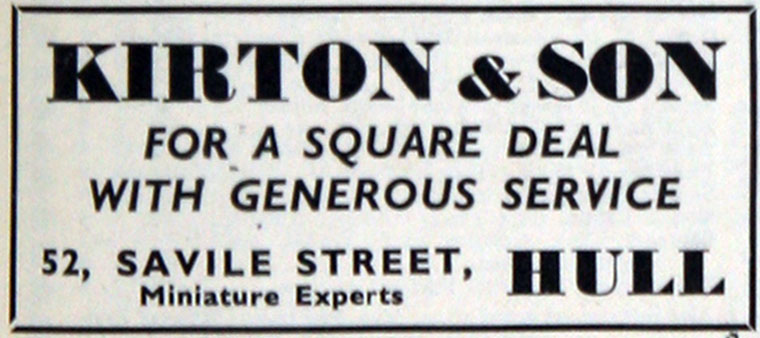 KIRTON & SON
FOR A SQUARE DEAL
WITH GENEROUS SERVICE
52, SAVILE STREET, HULL
Miniature Experts